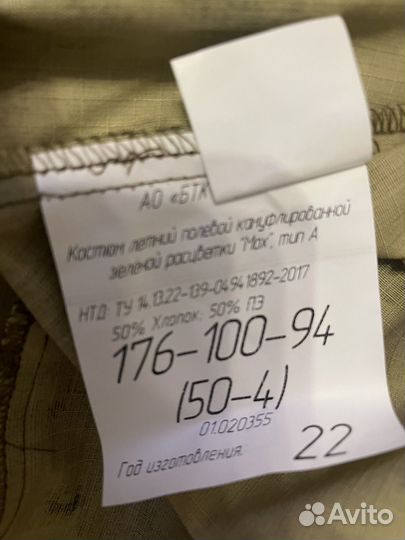 АО «БТК
Костюм летний полевой камуфлированной
зеленой расцветки "Мох", тип А
НТД: ТУ 14.13.22-139-04941892-2017
50% Хлопок; 50% ПЭ
176-100-94
(50-4)
01.020355
Год изготовления. 22
Avito